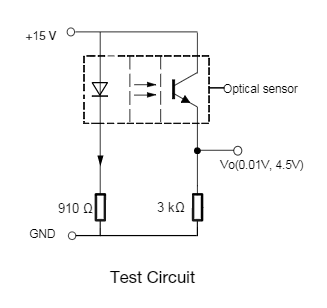 +15 V
Optical sensor
Vo(0.01V, 4.5V)
910 Ω
3 kΩ
GND
Test Circuit